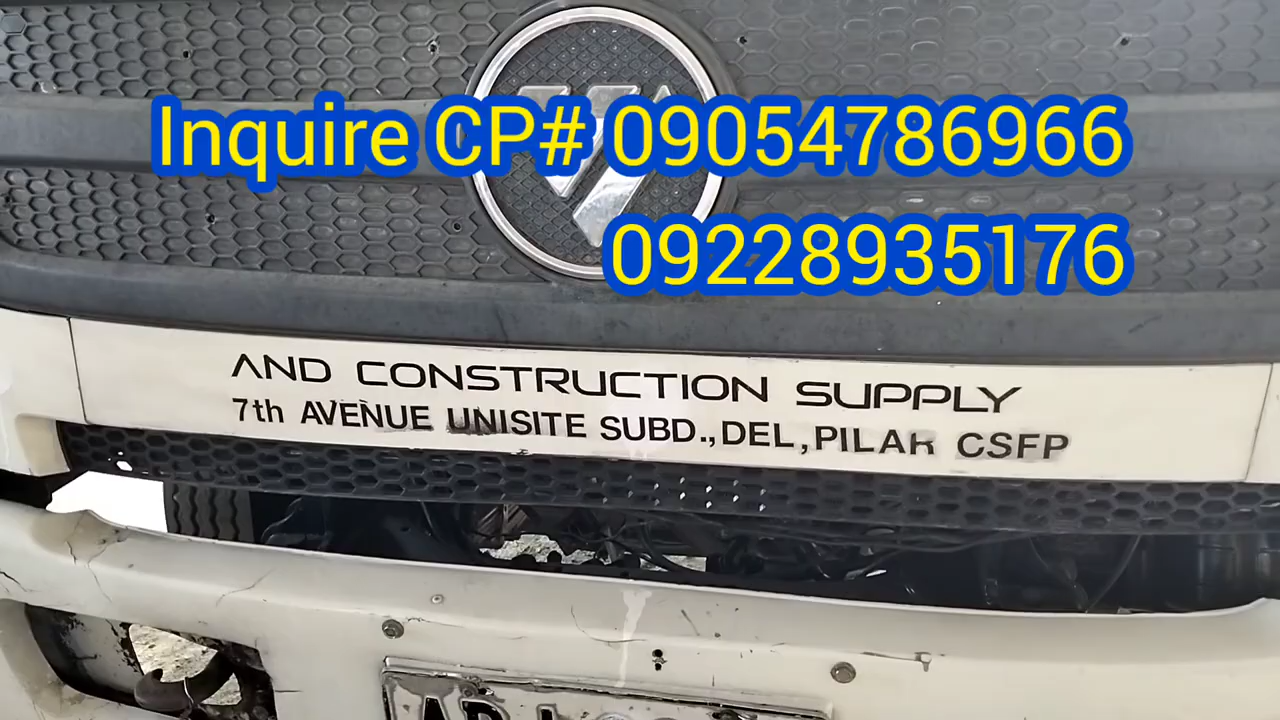 Inquire CP# 09054786966
09228935176
AND CONSTRUCTION SUPPLY
7th AVENUE UNISITE SUBD.,DEL,PILAR CSFP